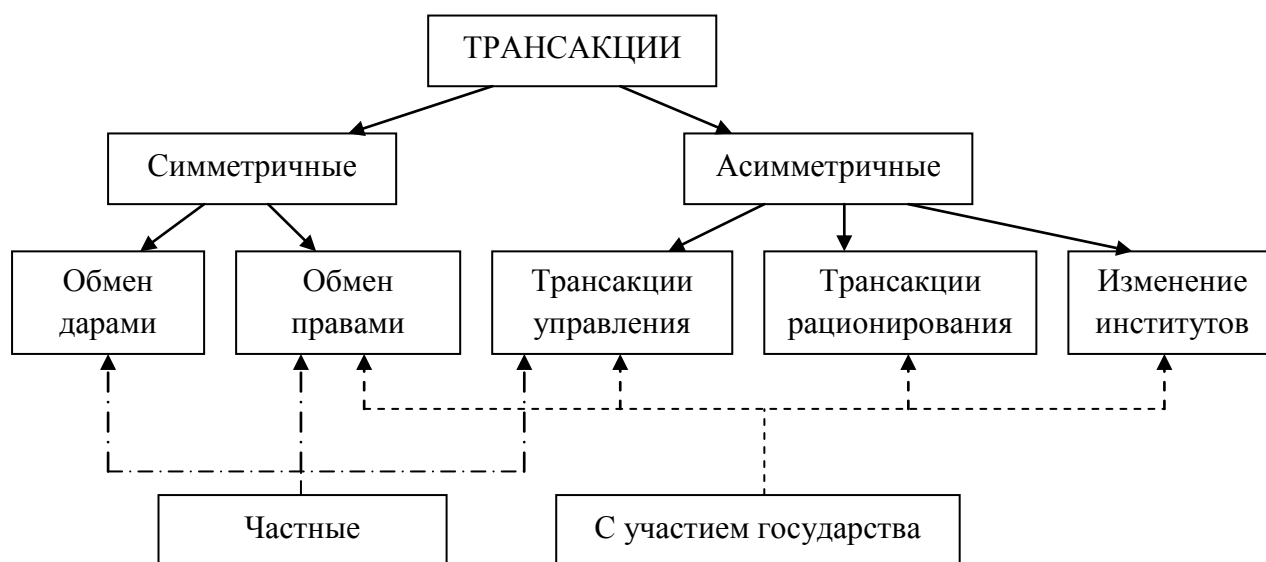 ТРАНСАКЦИИ
Симметричные
Асимметричные
Обмен
дарами
Обмен
правами
Трансакции
управления
Трансакции
рационирования
Изменение
институтов
Частные
С участием государства